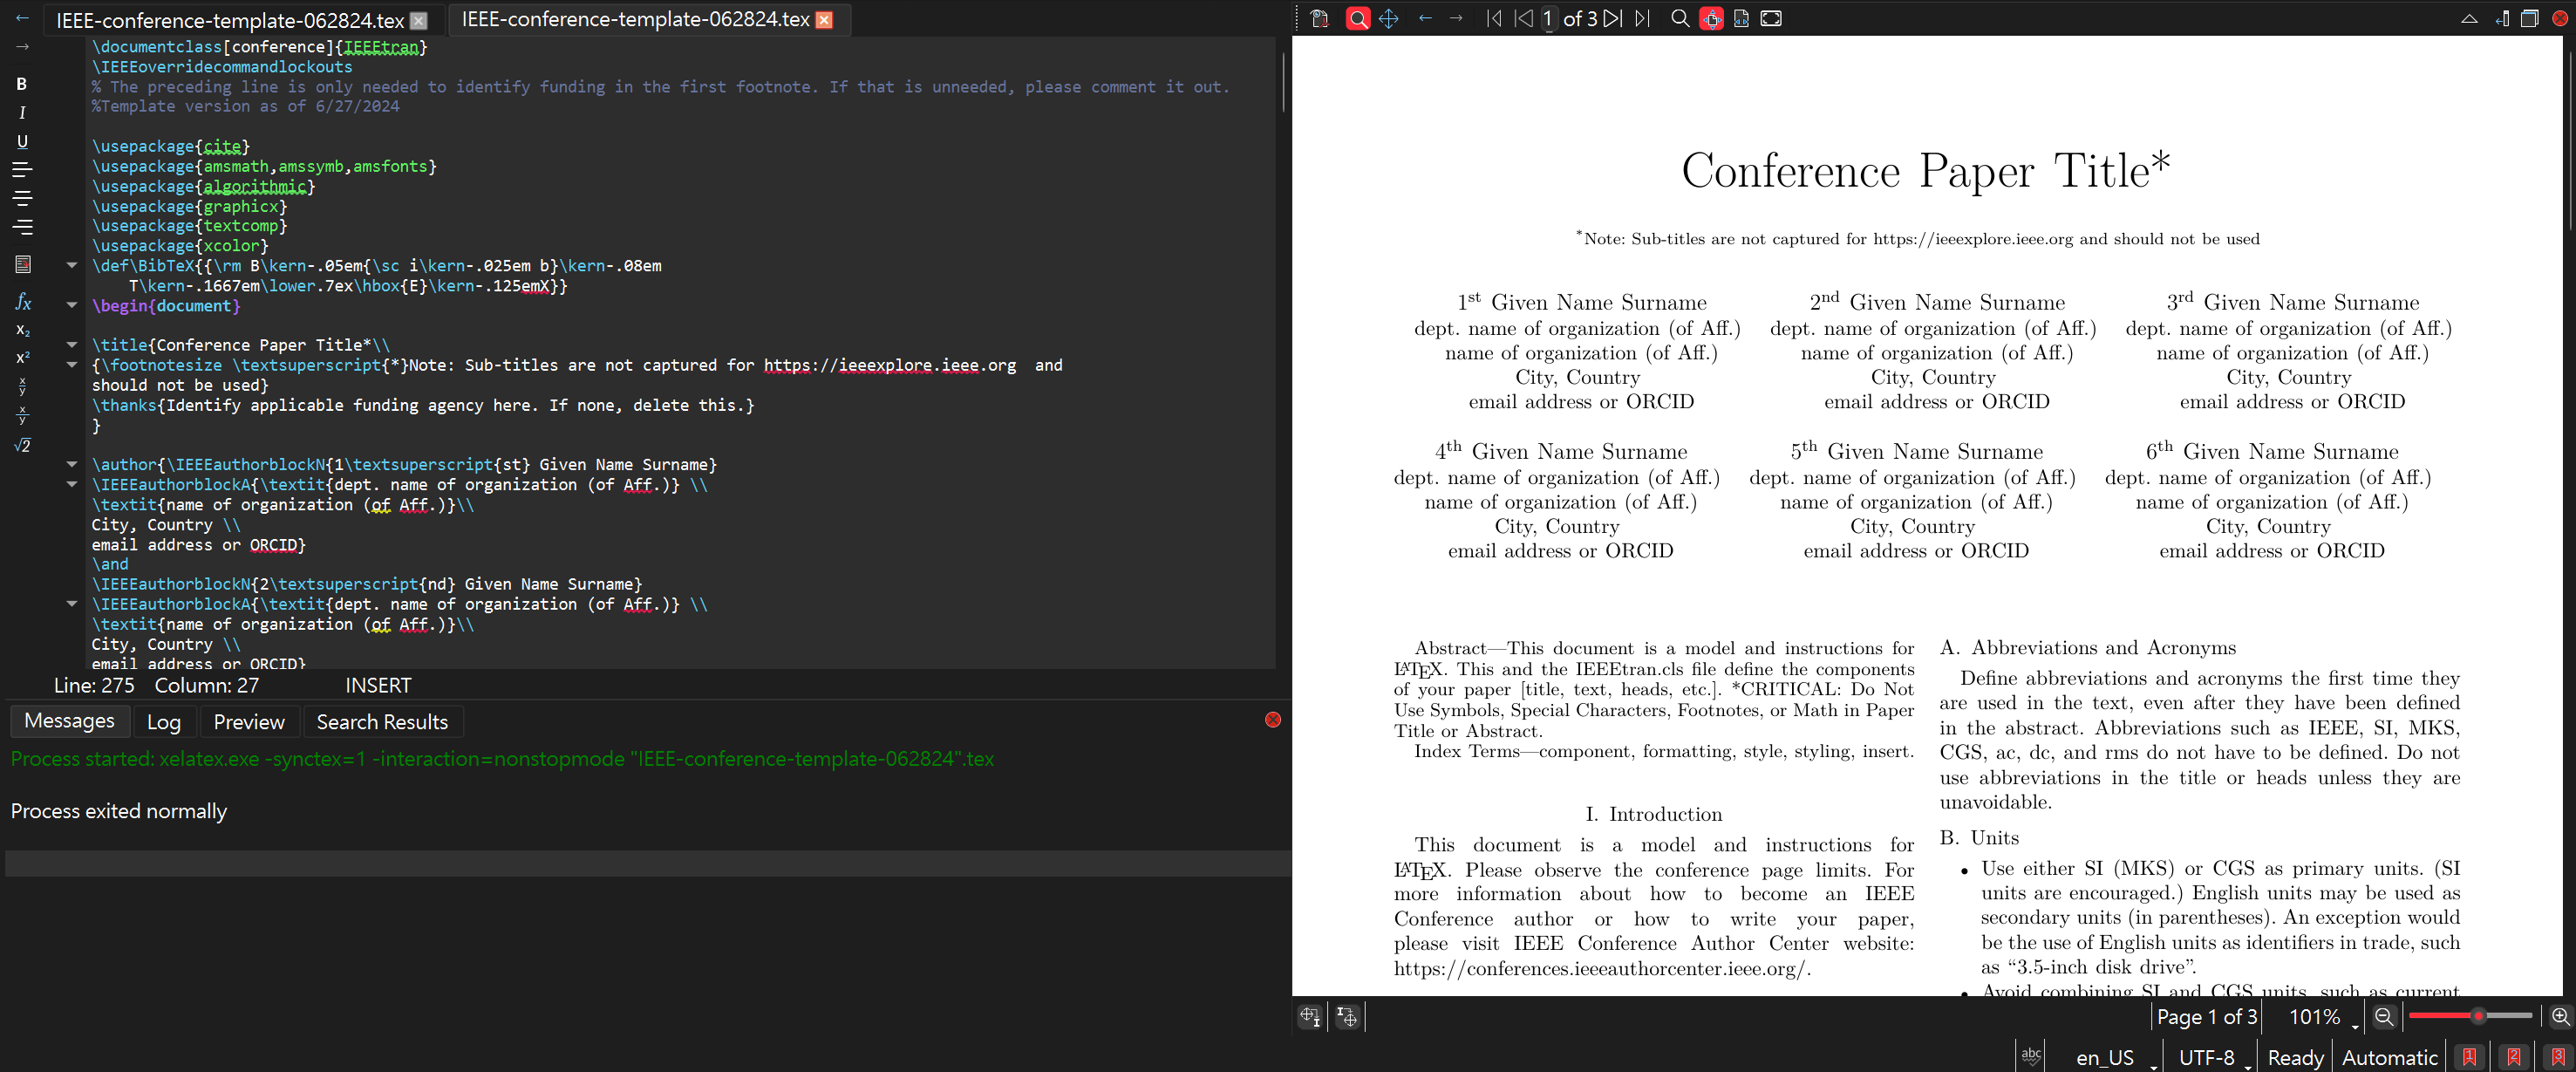 IEEE-conference-template-062824.tex
IEEE-conference-template-062824.tex
\documentclass[conference]{IEEEtran}
\IEEEoverridecommandlockouts
% The preceding line is only needed to identify funding in the first footnote. If that is unneeded, please comment it out.
%Template version as of 6/27/2024
\usepackage{cite}
\usepackage{amsmath,amssymb,amsfonts}
\usepackage{algorithmic}
\usepackage{graphicx}
\usepackage{textcomp}
\usepackage{xcolor}
\def\BibTeX{{\rm B\kern-.05em{\sc i\kern-.025em b}\kern-.08em
T\kern-.1667em\lower.7ex\hbox{E}\kern-.125emX}}
\begin{document}
\title{Conference Paper Title*\\
{\footnotesize \textsuperscript{*}Note: Sub-titles are not captured for https://ieeexplore.ieee.org  and
should not be used}
\thanks{Identify applicable funding agency here. If none, delete this.}
}
\author{\IEEEauthorblockN{1\textsuperscript{st} Given Name Surname}
\IEEEauthorblockA{\textit{dept. name of organization (of Aff.)} \\
\textit{name of organization (of Aff.)}\\
City, Country \\
email address or ORCID}
\and
\IEEEauthorblockN{2\textsuperscript{nd} Given Name Surname}
\IEEEauthorblockA{\textit{dept. name of organization (of Aff.)} \\
\textit{name of organization (of Aff.)}\\
City, Country \\
email address or ORCID}
B
I
U
fx
x₂
x²
x/y
x/y
√2
Line: 275 Column: 27 INSERT
Messages Log Preview Search Results
Process started: xelatex.exe -synctex=1 -interaction=nonstopmode "IEEE-conference-template-062824".tex
Process exited normally
1 of 3
Conference Paper Title*
*Note: Sub-titles are not captured for https://ieeexplore.ieee.org and should not be used
1st Given Name Surname
dept. name of organization (of Aff.)
name of organization (of Aff.)
City, Country
email address or ORCID
2nd Given Name Surname
dept. name of organization (of Aff.)
name of organization (of Aff.)
City, Country
email address or ORCID
3rd Given Name Surname
dept. name of organization (of Aff.)
name of organization (of Aff.)
City, Country
email address or ORCID
4th Given Name Surname
dept. name of organization (of Aff.)
name of organization (of Aff.)
City, Country
email address or ORCID
5th Given Name Surname
dept. name of organization (of Aff.)
name of organization (of Aff.)
City, Country
email address or ORCID
6th Given Name Surname
dept. name of organization (of Aff.)
name of organization (of Aff.)
City, Country
email address or ORCID
Abstract—This document is a model and instructions for
LATEX. This and the IEEEtran.cls file define the components
of your paper [title, text, heads, etc.]. *CRITICAL: Do Not
Use Symbols, Special Characters, Footnotes, or Math in Paper
Title or Abstract.
Index Terms—component, formatting, style, styling, insert.
I. Introduction
This document is a model and instructions for
LATEX. Please observe the conference page limits. For
more information about how to become an IEEE
Conference author or how to write your paper,
please visit IEEE Conference Author Center website:
https://conferences.ieeeauthorcenter.ieee.org/.
A. Abbreviations and Acronyms
Define abbreviations and acronyms the first time they
are used in the text, even after they have been defined
in the abstract. Abbreviations such as IEEE, SI, MKS,
CGS, ac, dc, and rms do not have to be defined. Do not
use abbreviations in the title or heads unless they are
unavoidable.
B. Units
• Use either SI (MKS) or CGS as primary units. (SI
units are encouraged.) English units may be used as
secondary units (in parentheses). An exception would
be the use of English units as identifiers in trade, such
as “3.5-inch disk drive”.
• Avoid combining SI and CGS units, such as current
Page 1 of 3 101%
abc en_US UTF-8 Ready Automatic 1 2 3